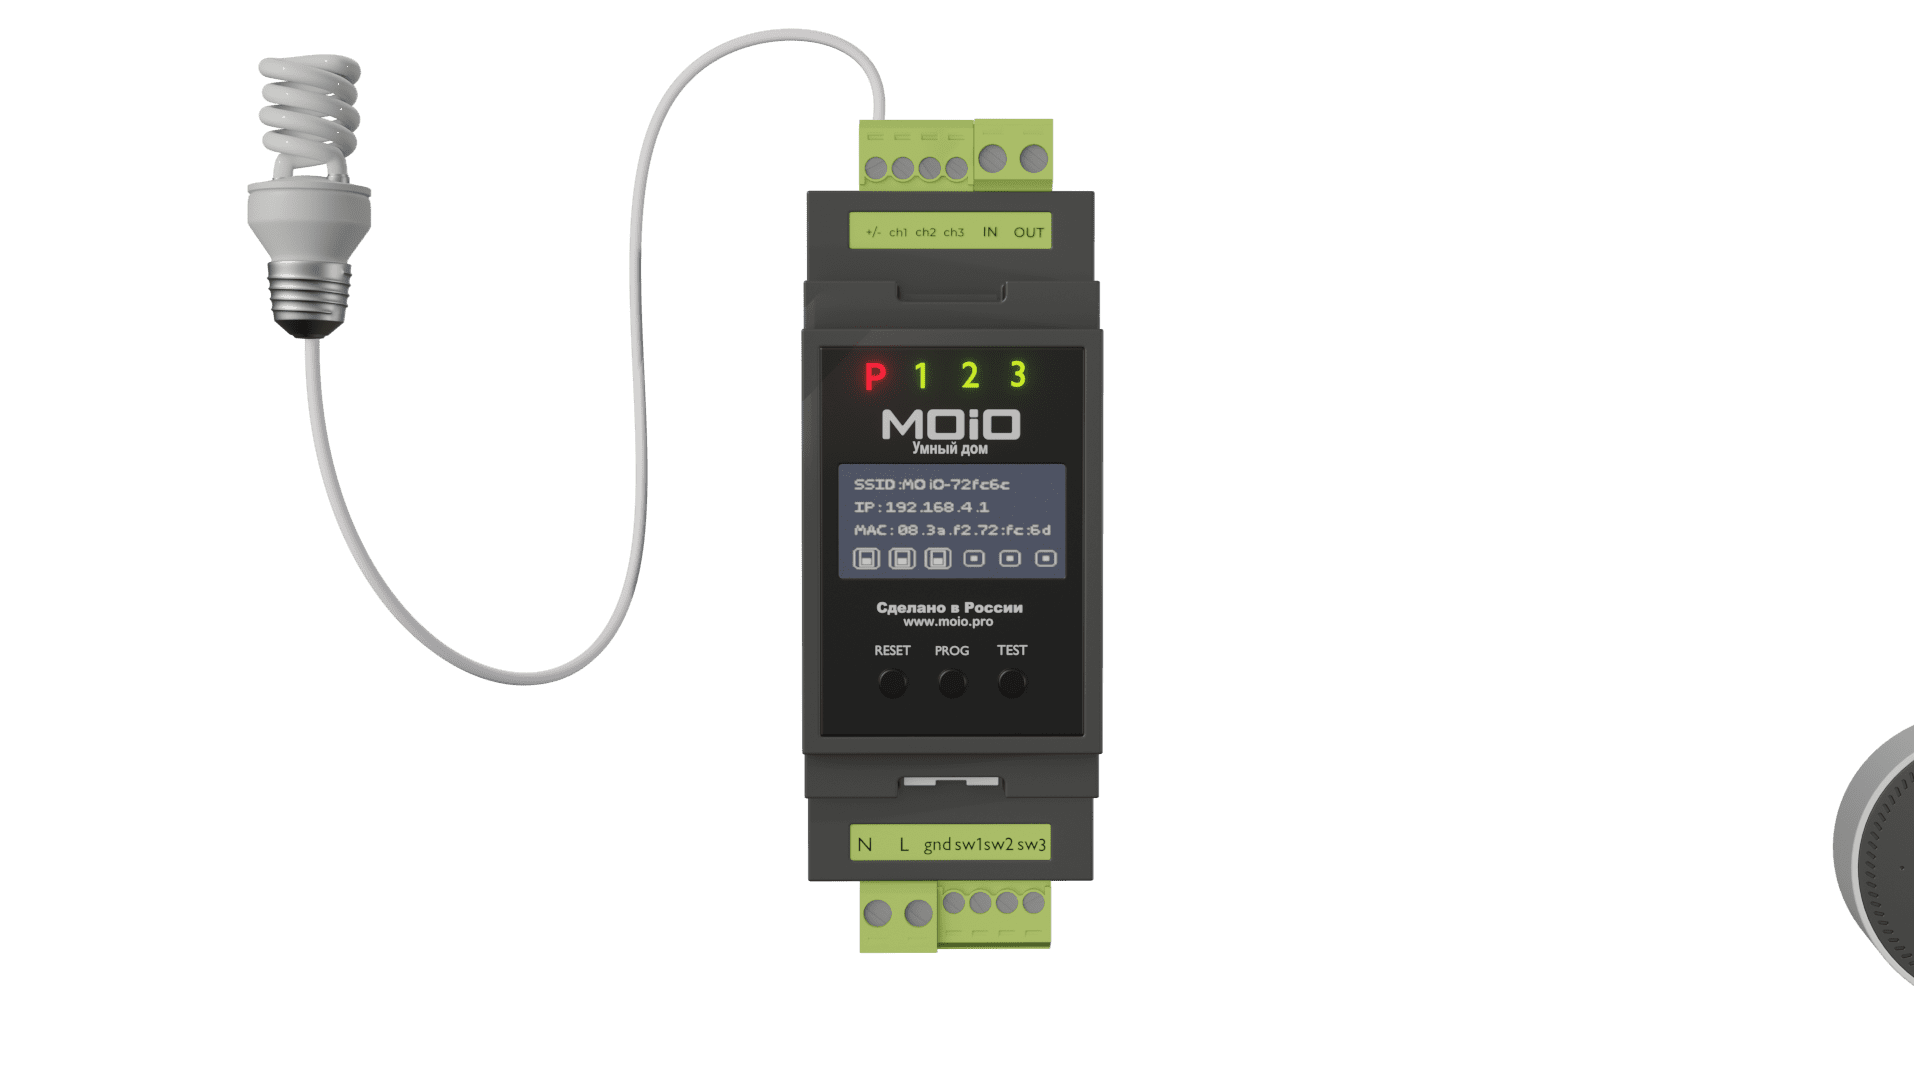 +/- ch1 ch2 ch3 IN OUT
P 1 2 3
MOiO
Умный дом
SSID:MOiO-72fc6c
IP:192.168.4.1
MAC:08.3a.f2.72:fc:6d
Сделано в России
www.moio.pro
RESET PROG TEST
N L gnd sw1 sw2 sw3